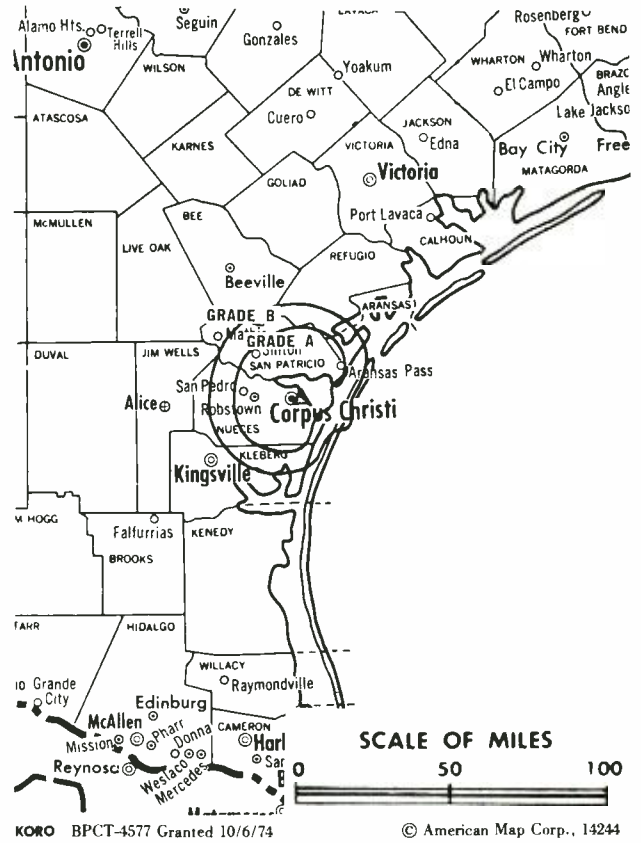 Alamo Hts.
Terrell
Hills
Antonio
Seguin
Gonzales
LAVACA
Rosenberg
FORT BEND
WILSON
Yoakum
WHARTON
Wharton
El Campo
DE WITT
Cuero
Lake Jackso
ATASCOSA
KARNES
JACKSON
Edna
VICTORIA
Victoria
Bay City
Free
MATAGORDA
GOLIAD
McMULLEN
BEE
LIVE OAK
Port Lavaca
CALHOUN
REFUGIO
Beeville
ARANSAS
GRADE B
GRADE A
DUVAL
JIM WELLS
SAN PATRICIO
Aransas Pass
San Pedro
Alice
Robstown
Corpus Christi
NUECES
KLEBERG
Kingsville
M HOGG
Falfurrias
KENEDY
BROOKS
HIDALGO
WILLACY
Raymondville
Grande
City
Edinburg
McAllen
Pharr
Mission
Donna
CAMERON
Harl
Reynosa
Weslaco
Mercedes
San
SCALE OF MILES
0 50 100
KORO BPCT-4577 Granted 10/6/74
© American Map Corp., 14244